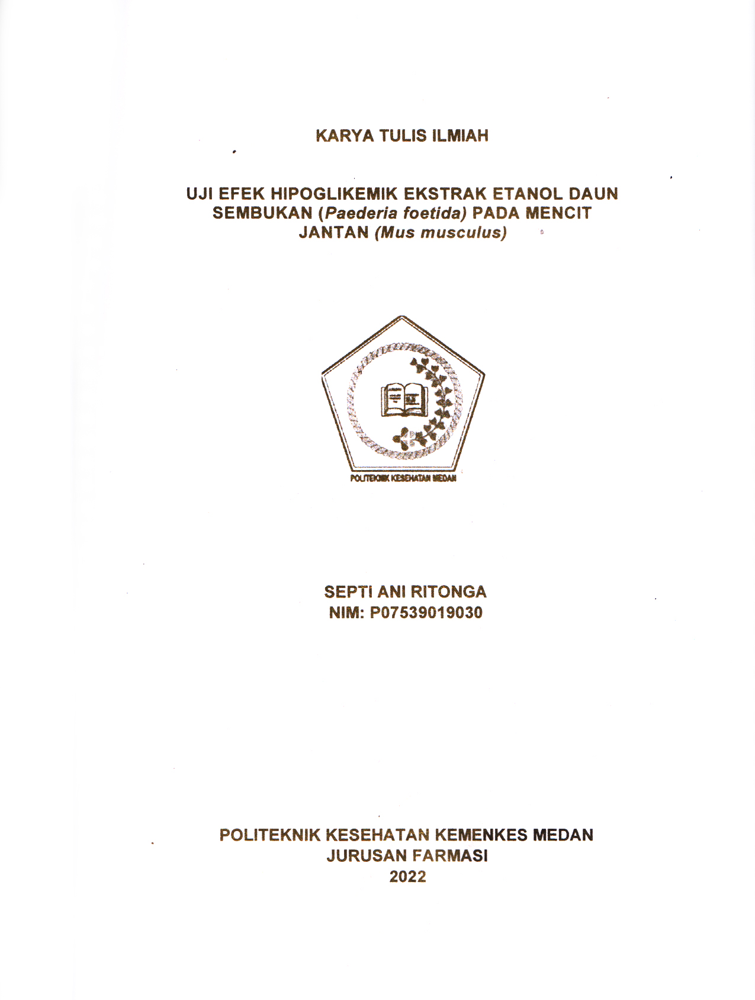 KARYA TULIS ILMIAH
UJI EFEK HIPOGLIKEMIK EKSTRAK ETANOL DAUN
SEMBUKAN (Paederia foetida) PADA MENCIT
JANTAN (Mus musculus)
POLITEKNIK KESEHATAN MEDAN
SEPTI ANI RITONGA
NIM: P07539019030
POLITEKNIK KESEHATAN KEMENKES MEDAN
JURUSAN FARMASI
2022